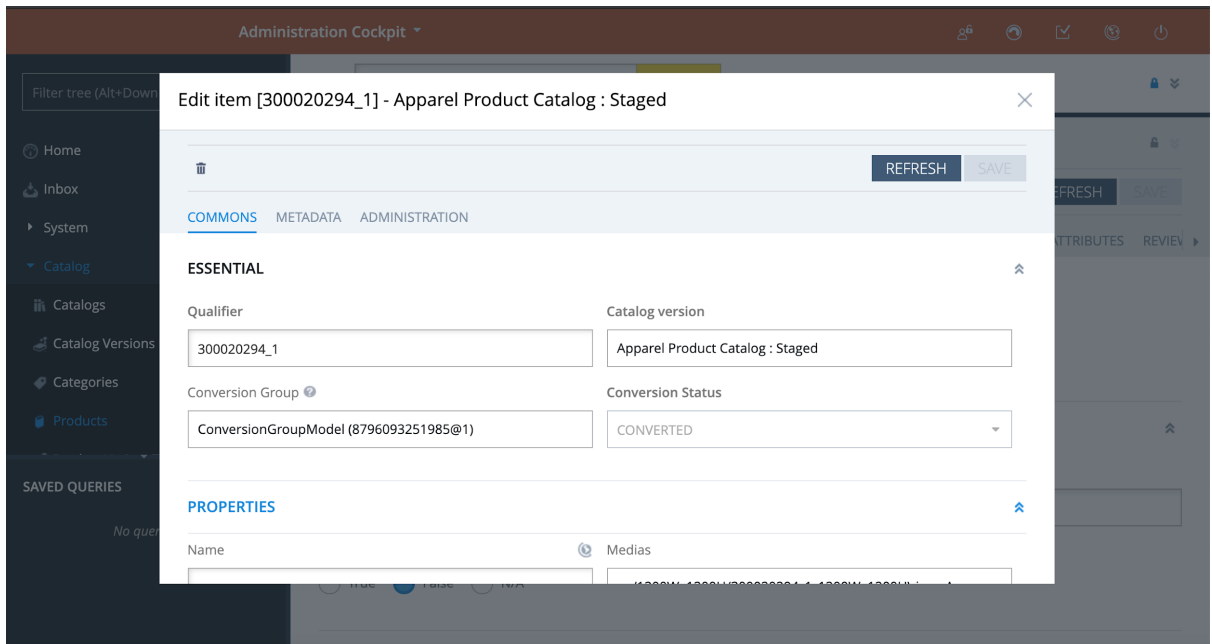 Administration Cockpit
Filter tree (Alt+Down
Edit item [300020294_1] - Apparel Product Catalog : Staged
Home
Inbox
System
Catalog
Catalogs
Catalog Versions
Categories
Products
SAVED QUERIES
No quer
REFRESH SAVE
EFRESH SAVE
COMMONS METADATA ADMINISTRATION
ATTRIBUTES REVIEW
ESSENTIAL
Qualifier Catalog version
300020294_1 Apparel Product Catalog : Staged
Conversion Group Conversion Status
ConversionGroupModel (8796093251985@1) CONVERTED
PROPERTIES
Name Medias
True False N/A